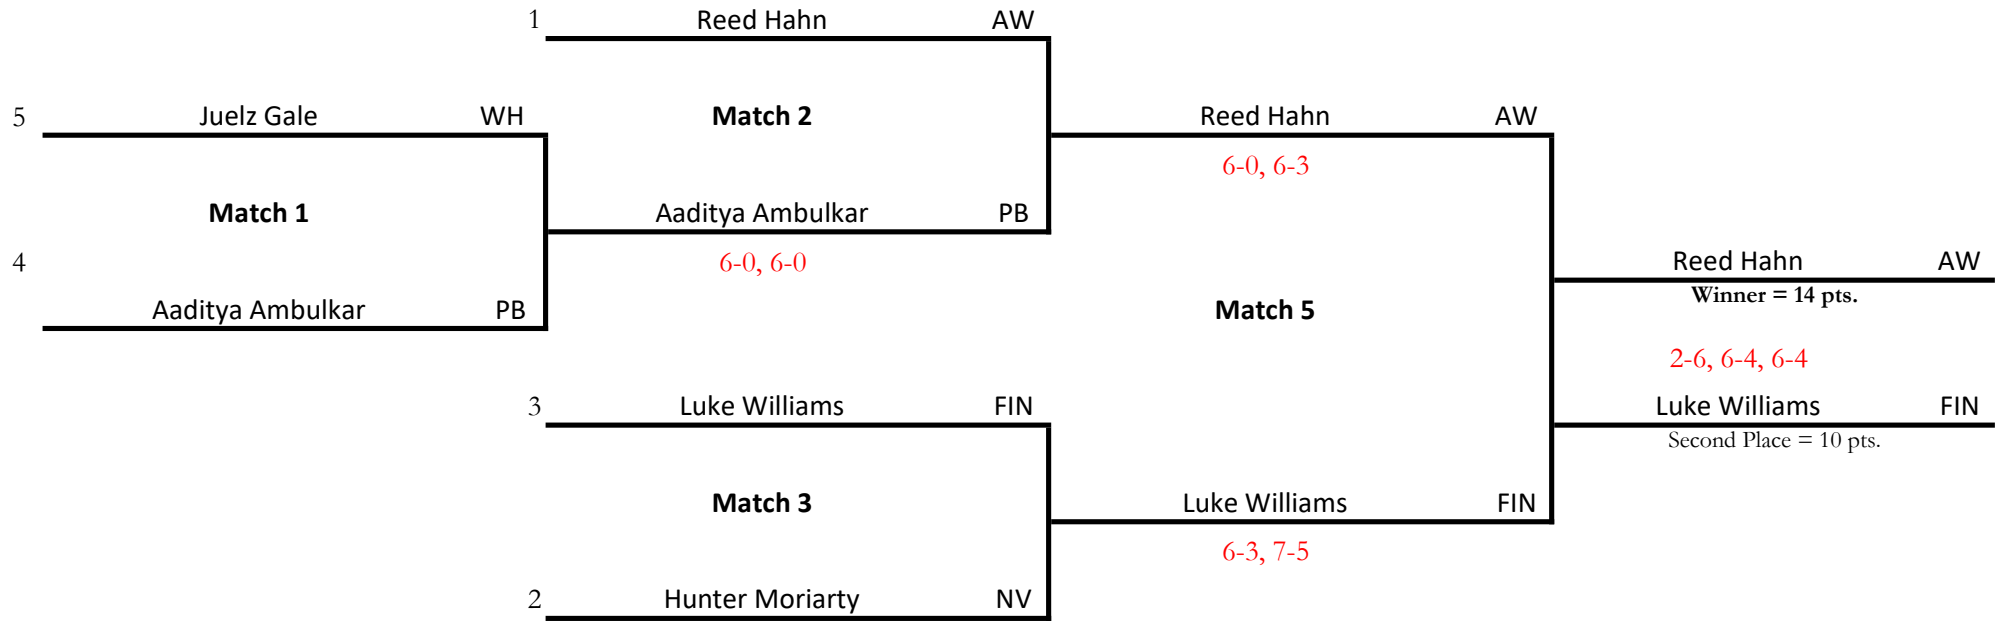 1 Reed Hahn AW
5 Juelz Gale WH Match 2 Reed Hahn AW
6-0, 6-3
Match 1 Aaditya Ambulkar PB
4 6-0, 6-0 Reed Hahn AW
Winner = 14 pts.
Aaditya Ambulkar PB Match 5
2-6, 6-4, 6-4
3 Luke Williams FIN Luke Williams FIN
Second Place = 10 pts.
Match 3 Luke Williams FIN
6-3, 7-5
2 Hunter Moriarty NV